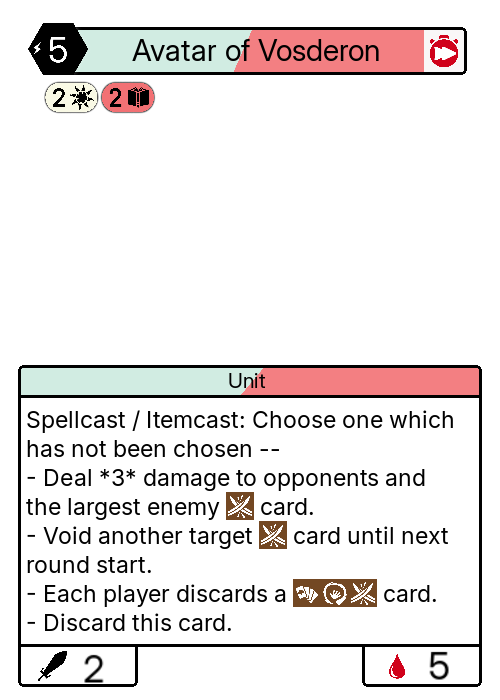 5 Avatar of Vosderon
2 2
Unit
Spellcast / Itemcast: Choose one which
has not been chosen --
- Deal *3* damage to opponents and
the largest enemy card.
- Void another target card until next
round start.
- Each player discards a card.
- Discard this card.
2 5